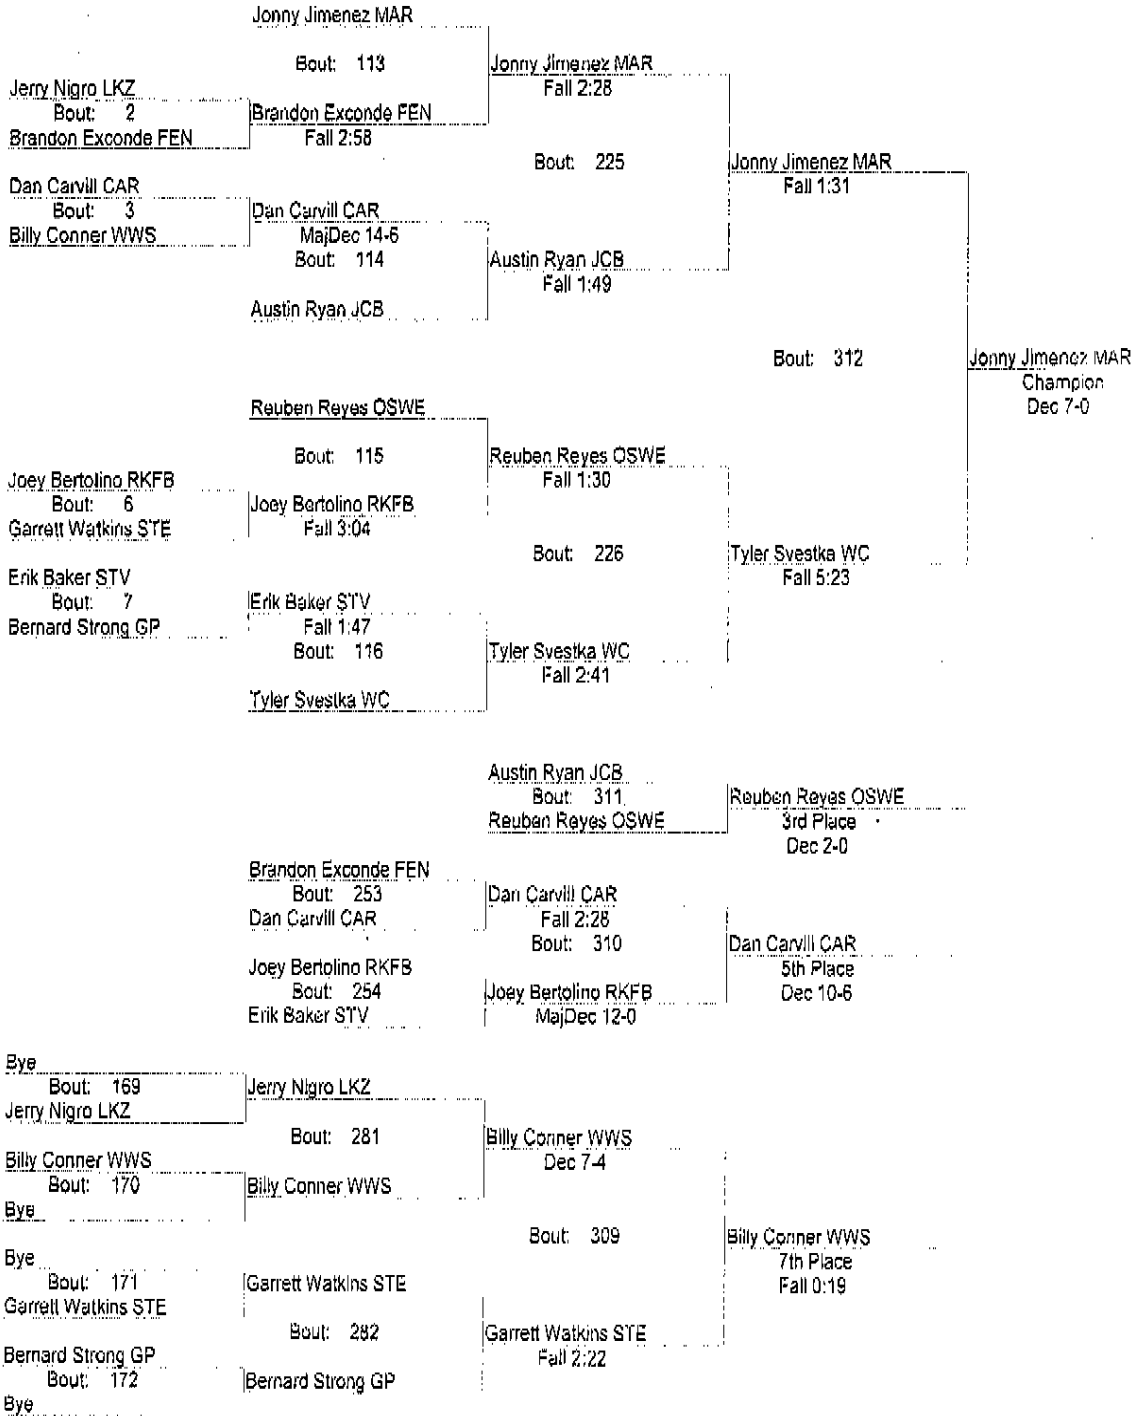 Jonny Jimenez MAR
Bout: 113
Jonny Jimenez MAR
Fall 2:28
Jerry Nigro LKZ
Bout: 2
Brandon Exconde FEN
Brandon Exconde FEN
Fall 2:58
Bout: 225
Jonny Jimenez MAR
Fall 1:31
Dan Carvill CAR
Bout: 3
Billy Conner WWS
Dan Carvill CAR
MajDec 14-6
Bout: 114
Austin Ryan JCB
Fall 1:49
Austin Ryan JCB
Bout: 312
Jonny Jimenez MAR
Champion
Dec 7-0
Reuben Reyes OSWE
Bout: 115
Reuben Reyes OSWE
Fall 1:30
Joey Bertolino RKFB
Bout: 6
Garrett Watkins STE
Joey Bertolino RKFB
Fall 3:04
Bout: 226
Tyler Svestka WC
Fall 5:23
Erik Baker STV
Bout: 7
Bernard Strong GP
Erik Baker STV
Fall 1:47
Bout: 116
Tyler Svestka WC
Fall 2:41
Tyler Svestka WC
Austin Ryan JCB
Bout: 311
Reuben Reyes OSWE
Reuben Reyes OSWE
3rd Place
Dec 2-0
Brandon Exconde FEN
Bout: 253
Dan Carvill CAR
Dan Carvill CAR
Fall 2:28
Bout: 310
Dan Carvill CAR
5th Place
Dec 10-6
Joey Bertolino RKFB
Bout: 254
Erik Baker STV
Joey Bertolino RKFB
MajDec 12-0
Bye
Bout: 169
Jerry Nigro LKZ
Jerry Nigro LKZ
Bout: 281
Billy Conner WWS
Dec 7-4
Billy Conner WWS
Bout: 170
Bye
Billy Conner WWS
Bout: 309
Billy Conner WWS
7th Place
Fall 0:19
Bye
Bout: 171
Garrett Watkins STE
Garrett Watkins STE
Bout: 282
Garrett Watkins STE
Fall 2:22
Bernard Strong GP
Bout: 172
Bye
Bernard Strong GP